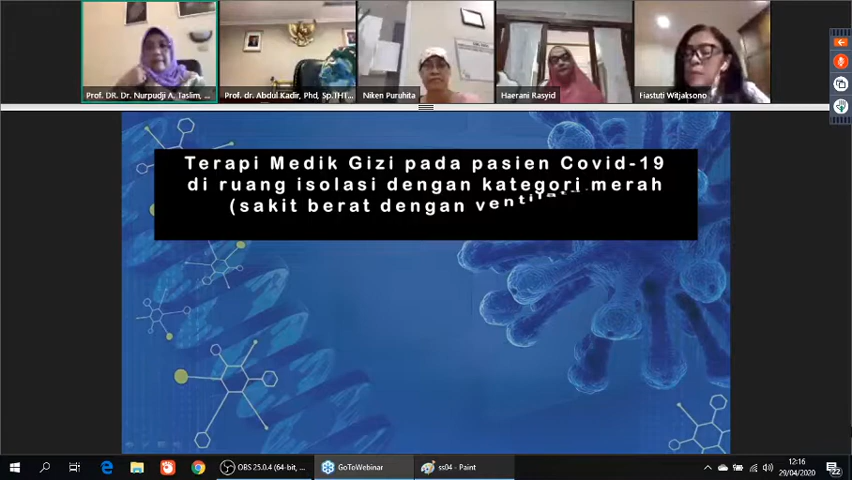 Prof. DR. Dr. Nurpudji A. Taslim, ...
Prof. dr. Abdul Kadir, Phd, Sp.THT...
Niken Puruhita
Haerani Rasyid
Fiastuti Witjaksono
Terapi Medik Gizi pada pasien Covid-19
di ruang isolasi dengan kategori merah
(sakit berat dengan
OBS 25.0.4 (64-bit, ...
GoToWebinar
ss04 - Paint
12:16
29/04/2020
22